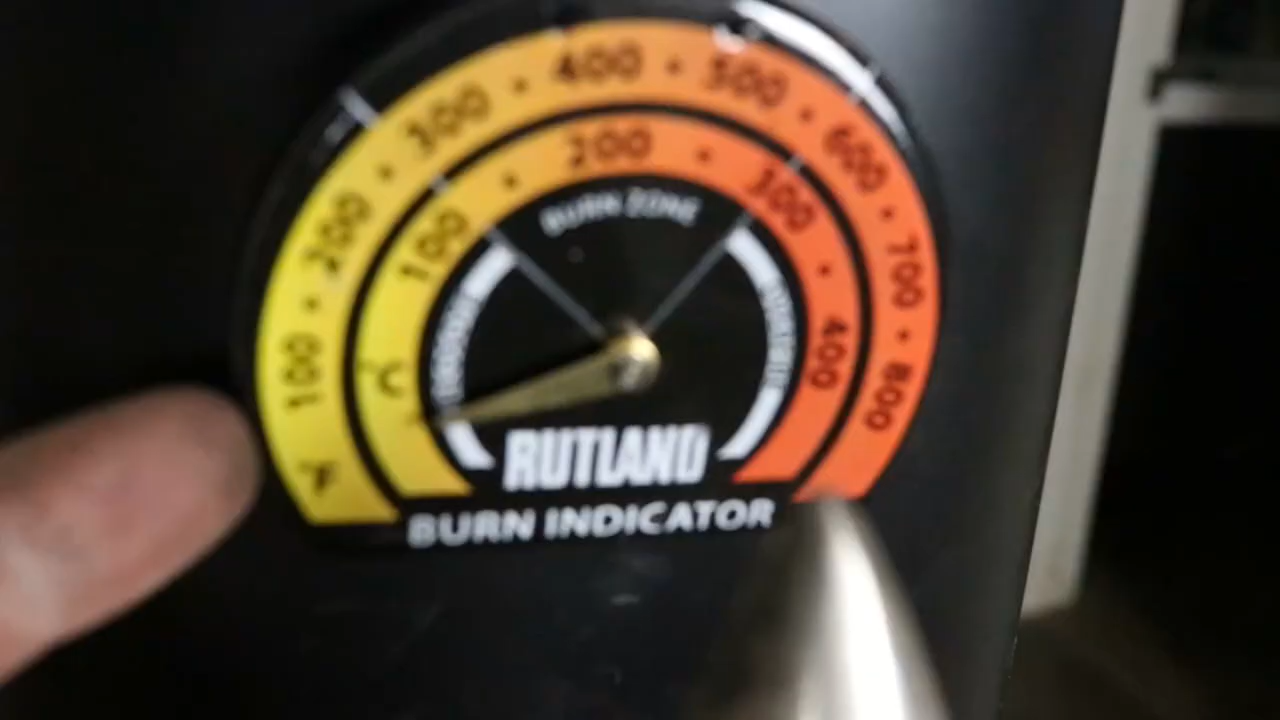 100 • 200 • 300 • 400 • 500 • 600 • 700 • 800
°F
100 • 200 • 300 • 400
°C
BURN ZONE
RUTLAND
BURN INDICATOR